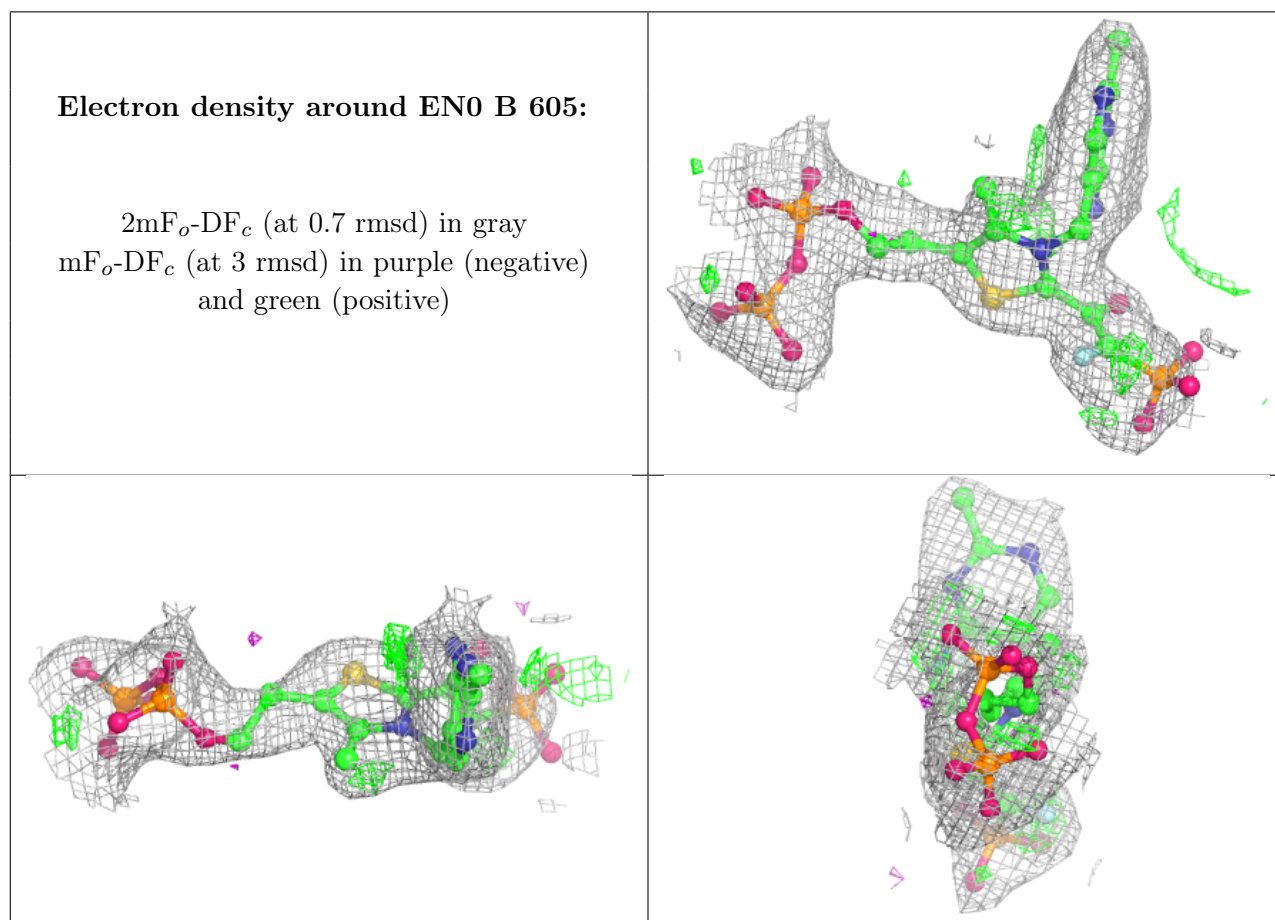 Electron density around EN0 B 605:
2mFo-DFc (at 0.7 rmsd) in gray
mFo-DFc (at 3 rmsd) in purple (negative)
and green (positive)